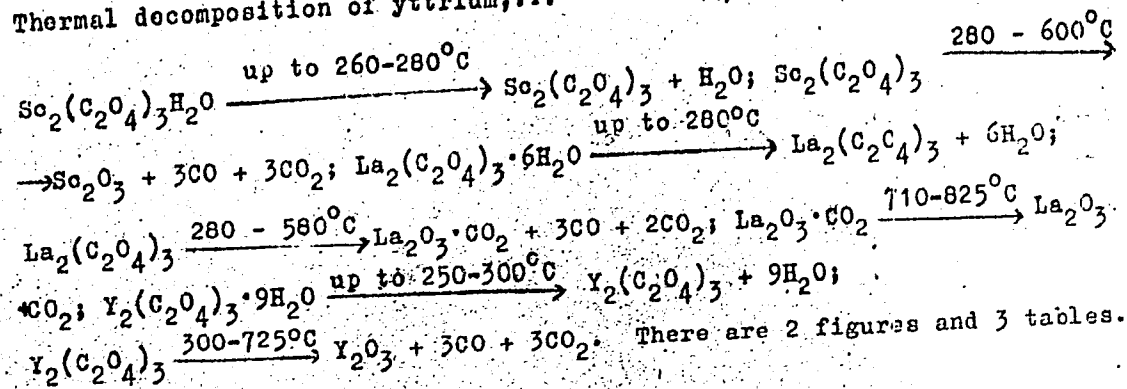 Thermal decomposition of yttrium,...
Sc₂(C₂O₄)₃H₂O up to 260-280°C → Sc₂(C₂O₄)₃ + H₂O; Sc₂(C₂O₄)₃ 280 - 600°C →
→Sc₂O₃ + 3CO + 3CO₂; La₂(C₂O₄)₃·6H₂O up to 280°C → La₂(C₂C₄)₃ + 6H₂O;
La₂(C₂O₄)₃ 280 - 580°C → La₂O₃·CO₂ + 3CO + 2CO₂; La₂O₃·CO₂ 710-825°C → La₂O₃
+CO₂; Y₂(C₂O₄)₃·9H₂O up to 250-300°C → Y₂(C₂O₄)₃ + 9H₂O;
Y₂(C₂O₄)₃ 300-725°C → Y₂O₃ + 3CO + 3CO₂. There are 2 figures and 3 tables.